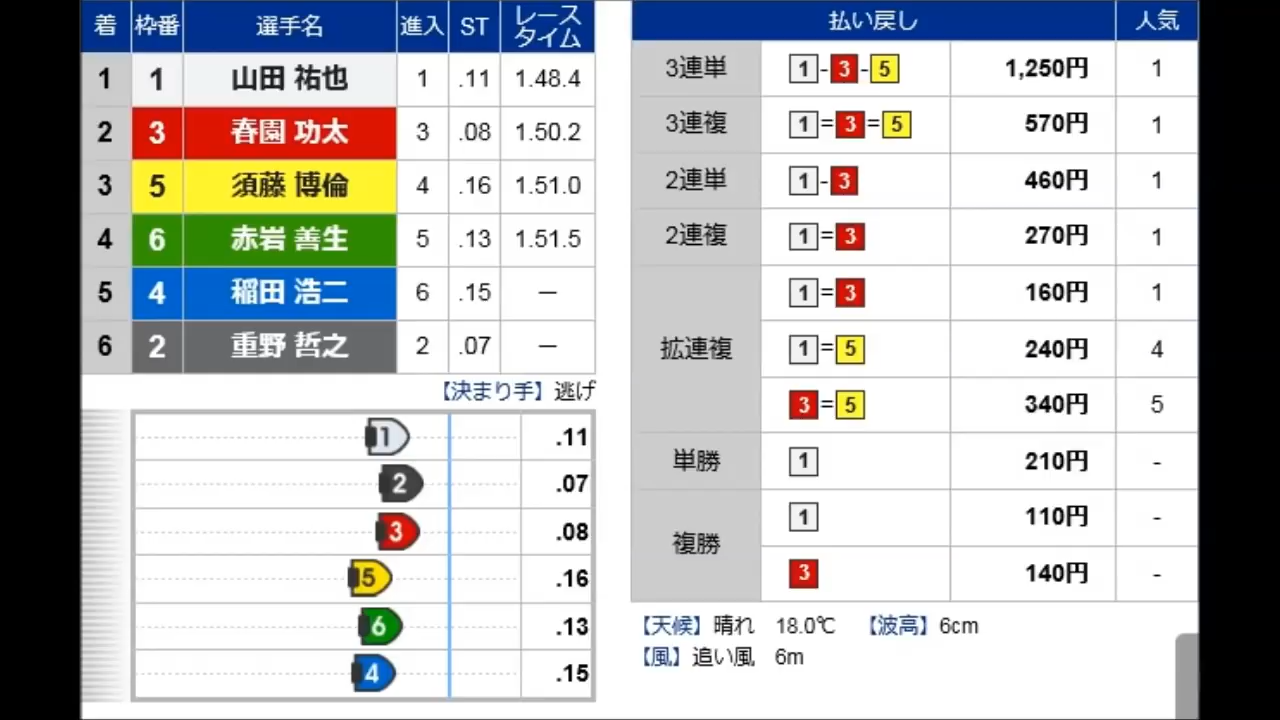 着 枠番 選手名 進入 ST レースタイム
1 1 山田 祐也 1 .11 1.48.4
2 3 春園 功太 3 .08 1.50.2
3 5 須藤 博倫 4 .16 1.51.0
4 6 赤岩 善生 5 .13 1.51.5
5 4 稲田 浩二 6 .15 —
6 2 重野 哲之 2 .07 —
【決まり手】逃げ
1 .11
2 .07
3 .08
5 .16
6 .13
4 .15
払い戻し 人気
3連単 1-3-5 1,250円 1
3連複 1=3=5 570円 1
2連単 1-3 460円 1
2連複 1=3 270円 1
拡連複 1=3 160円 1
1=5 240円 4
3=5 340円 5
単勝 1 210円 -
複勝 1 110円 -
3 140円 -
【天候】晴れ 18.0℃ 【波高】6cm
【風】追い風 6m